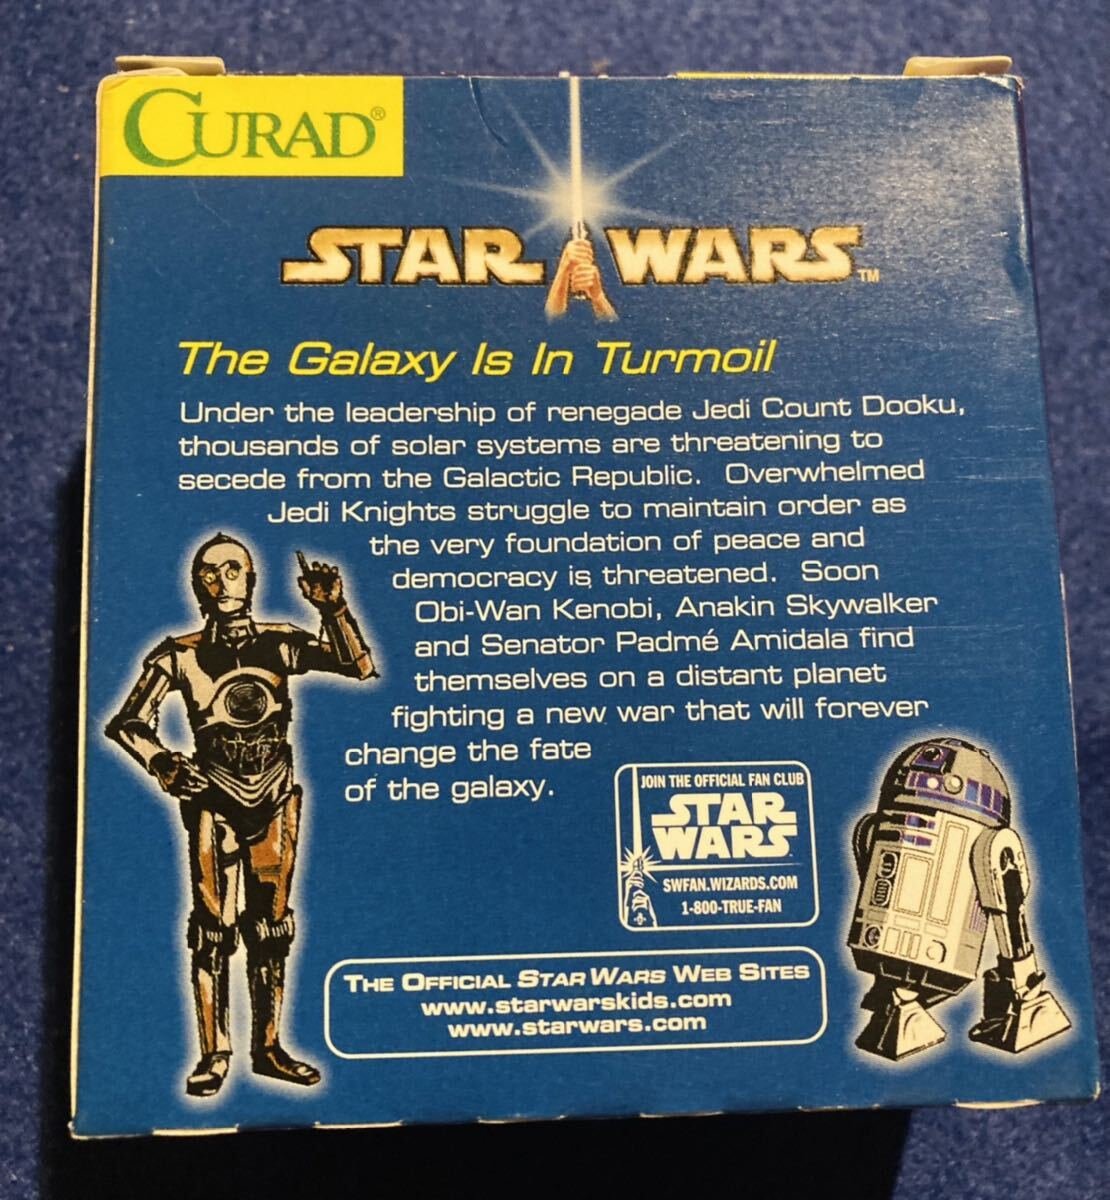 CURAD®
STAR WARS™
The Galaxy Is In Turmoil
Under the leadership of renegade Jedi Count Dooku,
thousands of solar systems are threatening to
secede from the Galactic Republic. Overwhelmed
Jedi Knights struggle to maintain order as
the very foundation of peace and
democracy is threatened. Soon
Obi-Wan Kenobi, Anakin Skywalker
and Senator Padmé Amidala find
themselves on a distant planet
fighting a new war that will forever
change the fate
of the galaxy.
JOIN THE OFFICIAL FAN CLUB
STAR
WARS
SWFAN.WIZARDS.COM
1-800-TRUE-FAN
THE OFFICIAL STAR WARS WEB SITES
www.starwarskids.com
www.starwars.com